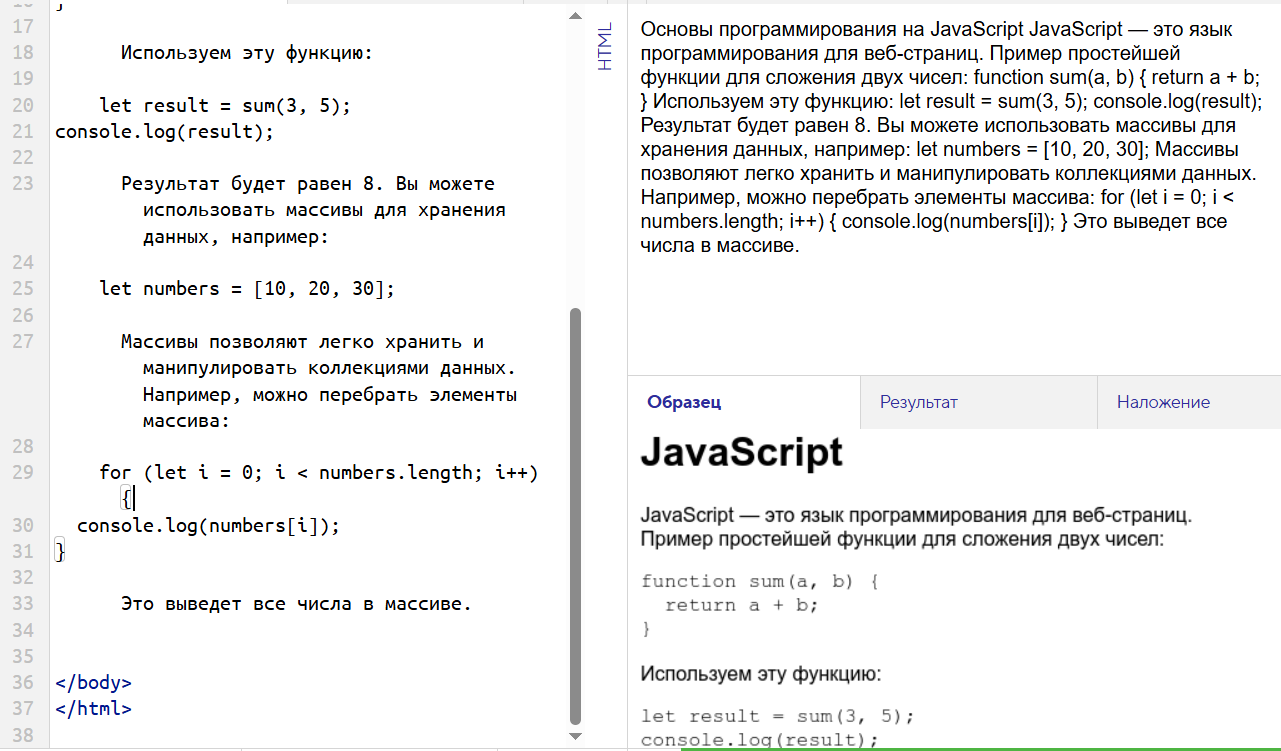 16 }
17
18 Используем эту функцию:
19
20 let result = sum(3, 5);
21 console.log(result);
22
23 Результат будет равен 8. Вы можете
использовать массивы для хранения
данных, например:
24
25 let numbers = [10, 20, 30];
26
27 Массивы позволяют легко хранить и
манипулировать коллекциями данных.
Например, можно перебрать элементы
массива:
28
29 for (let i = 0; i < numbers.length; i++)
{
30 console.log(numbers[i]);
31 }
32
33 Это выведет все числа в массиве.
34
35
36 </body>
37 </html>
38
HTML
Основы программирования на JavaScript JavaScript — это язык
программирования для веб-страниц. Пример простейшей
функции для сложения двух чисел: function sum(a, b) { return a + b;
} Используем эту функцию: let result = sum(3, 5); console.log(result);
Результат будет равен 8. Вы можете использовать массивы для
хранения данных, например: let numbers = [10, 20, 30]; Массивы
позволяют легко хранить и манипулировать коллекциями данных.
Например, можно перебрать элементы массива: for (let i = 0; i <
numbers.length; i++) { console.log(numbers[i]); } Это выведет все
числа в массиве.
Образец Результат Наложение
JavaScript
JavaScript — это язык программирования для веб-страниц.
Пример простейшей функции для сложения двух чисел:
function sum(a, b) {
return a + b;
}
Используем эту функцию:
let result = sum(3, 5);
console.log(result);